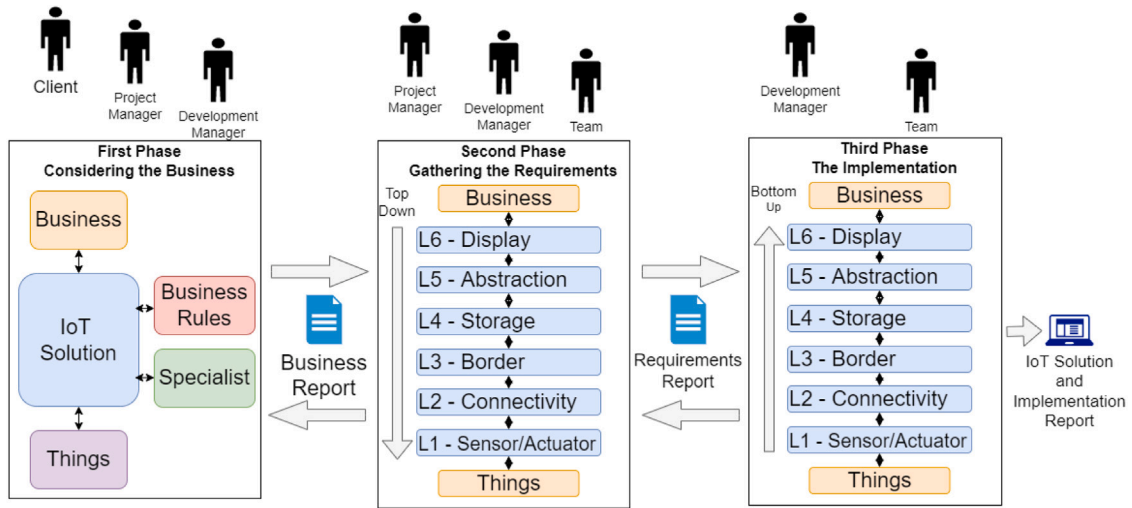 Client
Project
Manager
Development
Manager
First Phase
Considering the Business
Business
IoT
Solution
Business
Rules
Specialist
Things
Business
Report
Project
Manager
Development
Manager
Team
Second Phase
Gathering the Requirements
Top
Down
Business
L6 - Display
L5 - Abstraction
L4 - Storage
L3 - Border
L2 - Connectivity
L1 - Sensor/Actuator
Things
Requirements
Report
Development
Manager
Team
Third Phase
The Implementation
Bottom
Up
Business
L6 - Display
L5 - Abstraction
L4 - Storage
L3 - Border
L2 - Connectivity
L1 - Sensor/Actuator
Things
IoT Solution
and
Implementation
Report